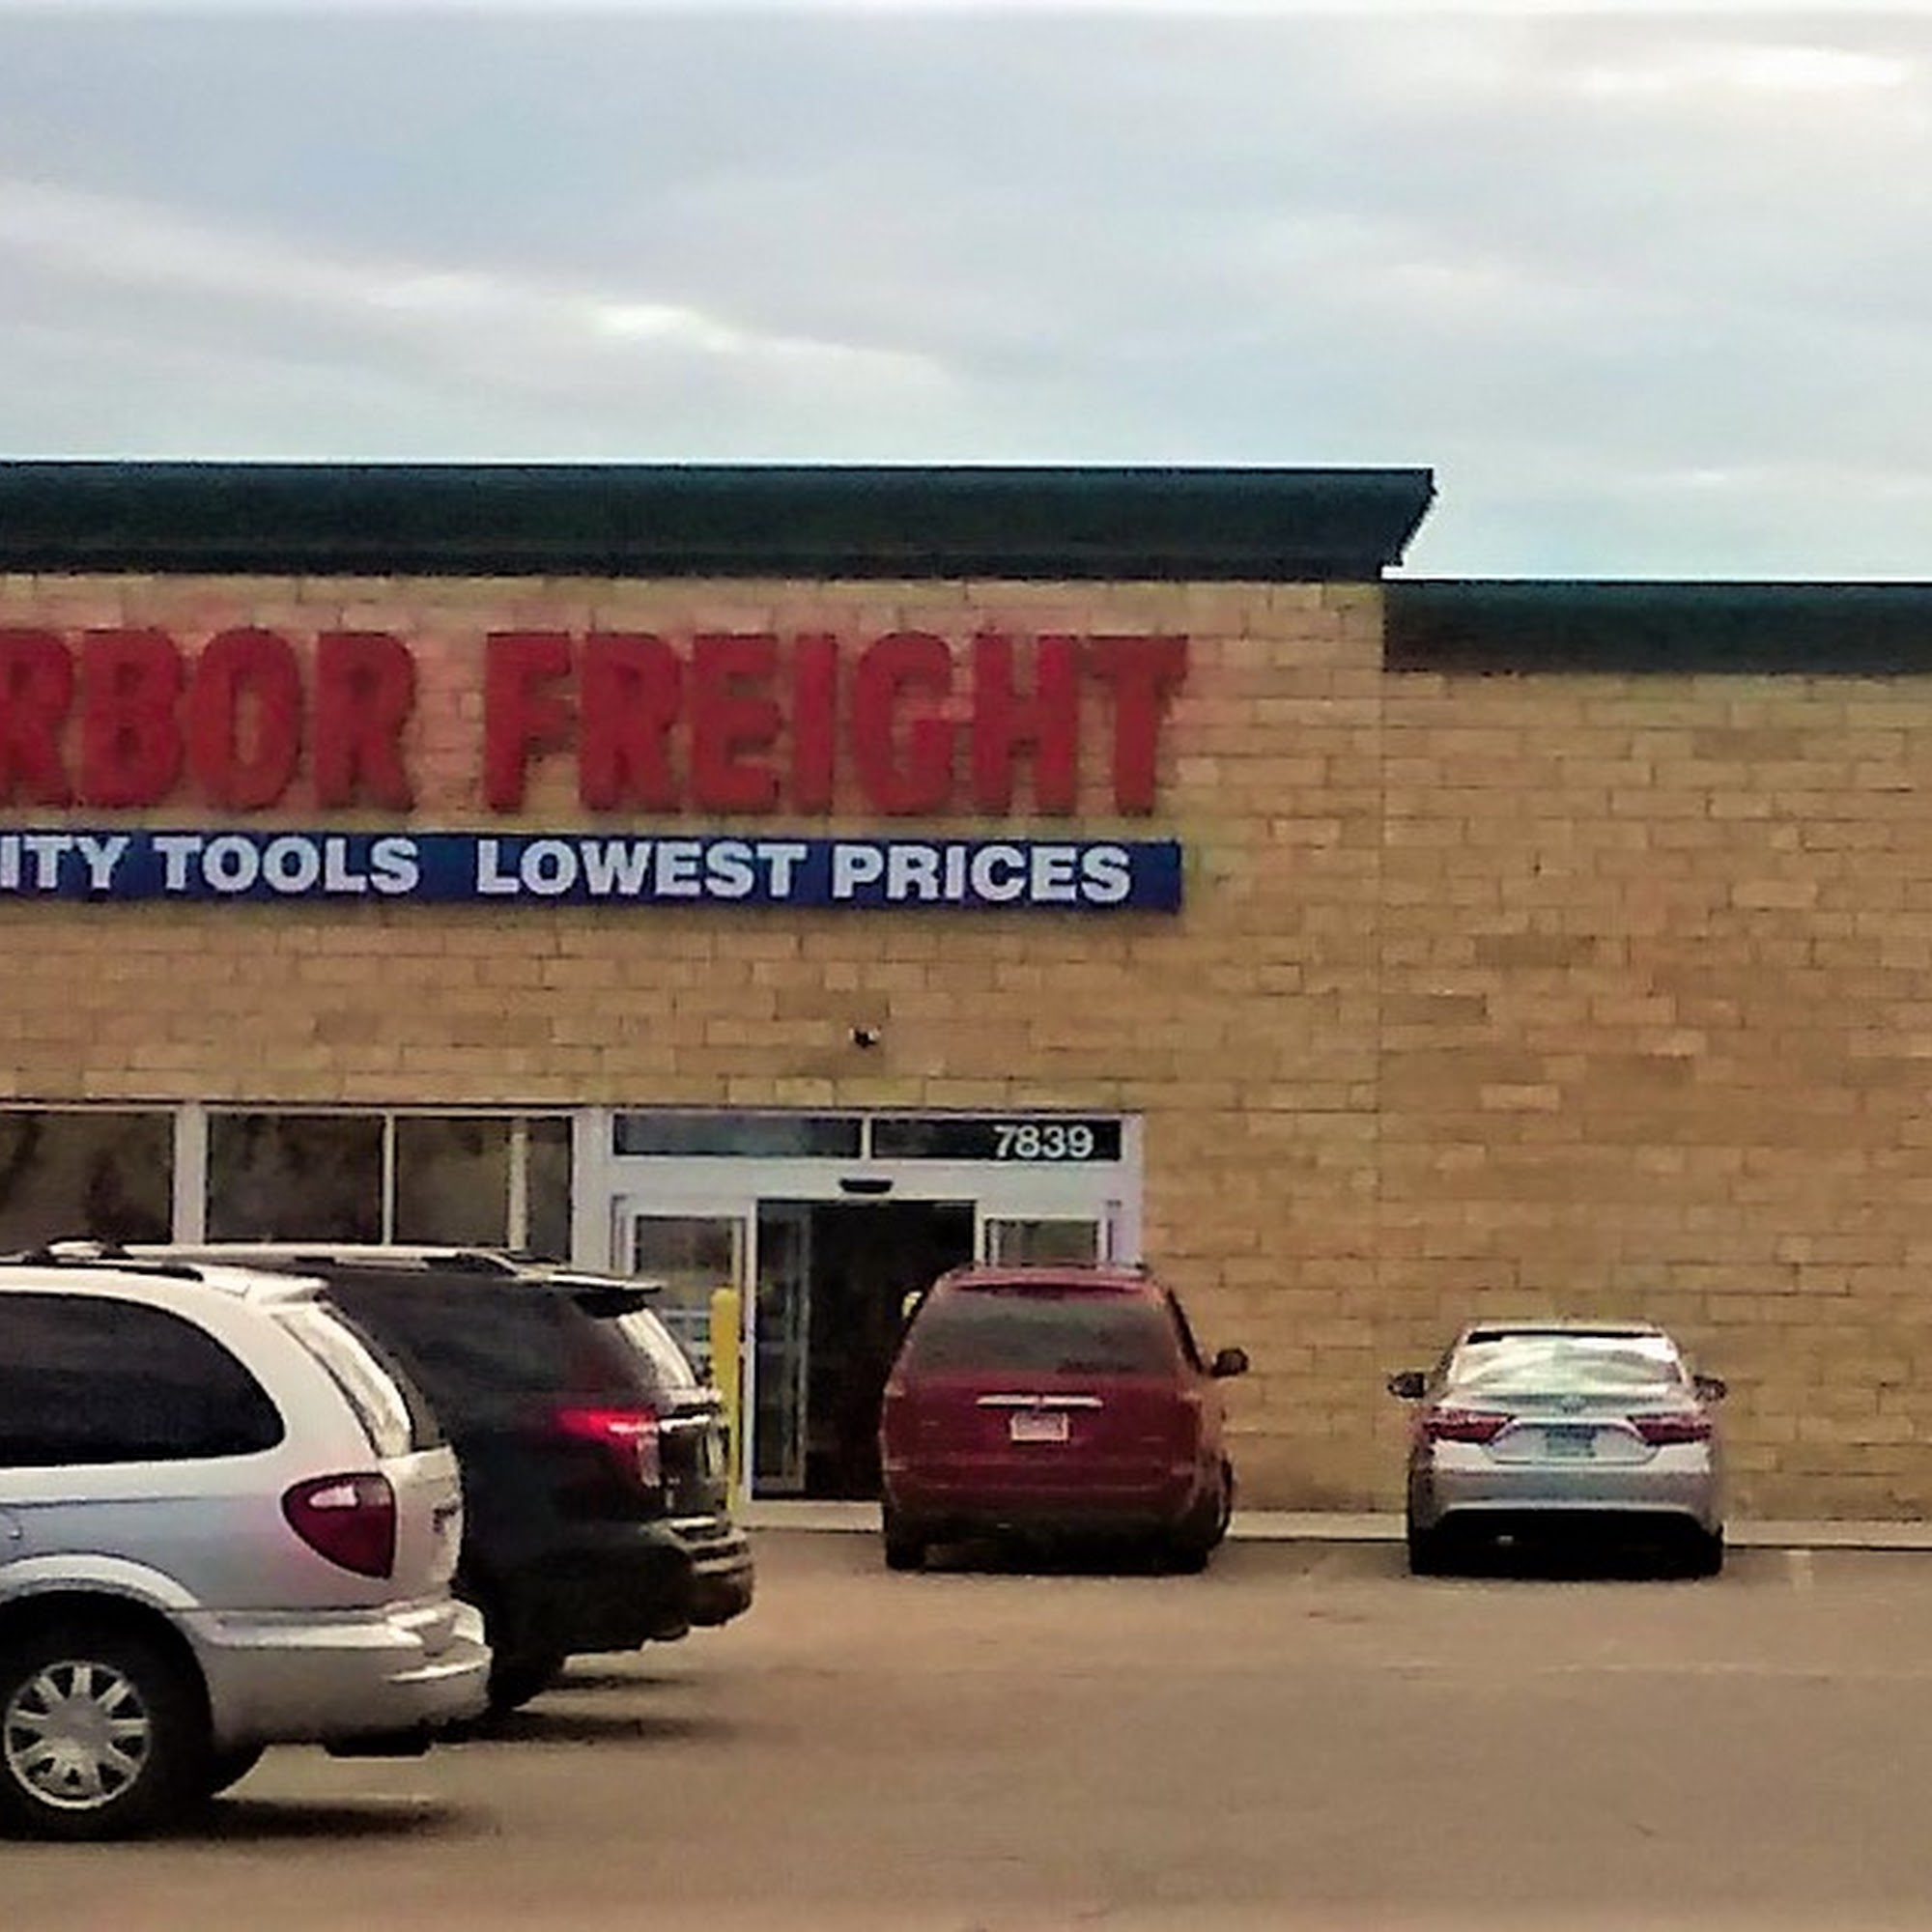 RBOR FREIGHT
ITY TOOLS LOWEST PRICES
7839